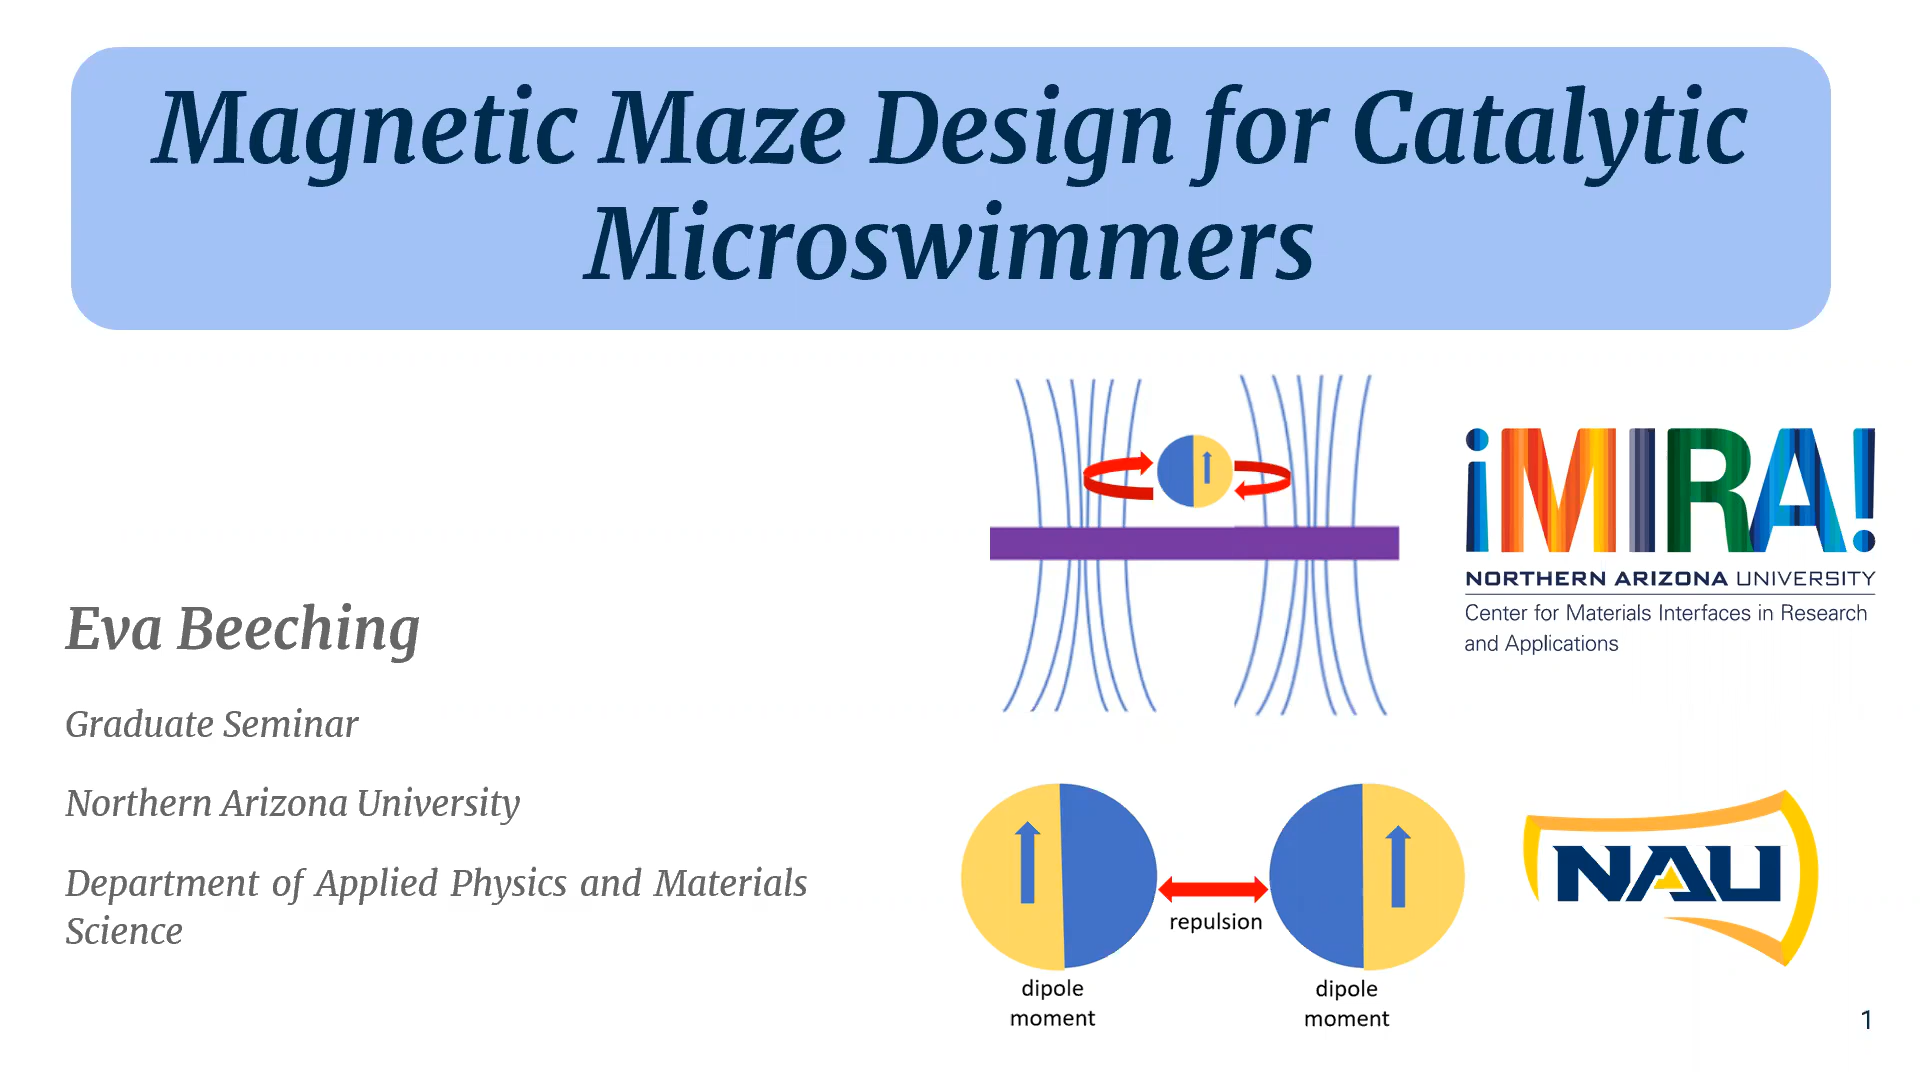 Magnetic Maze Design for Catalytic
Microswimmers
Eva Beeching
Graduate Seminar
Northern Arizona University
Department of Applied Physics and Materials
Science
iMIRA!
NORTHERN ARIZONA UNIVERSITY
Center for Materials Interfaces in Research
and Applications
repulsion
dipole
moment
dipole
moment
NAU
1